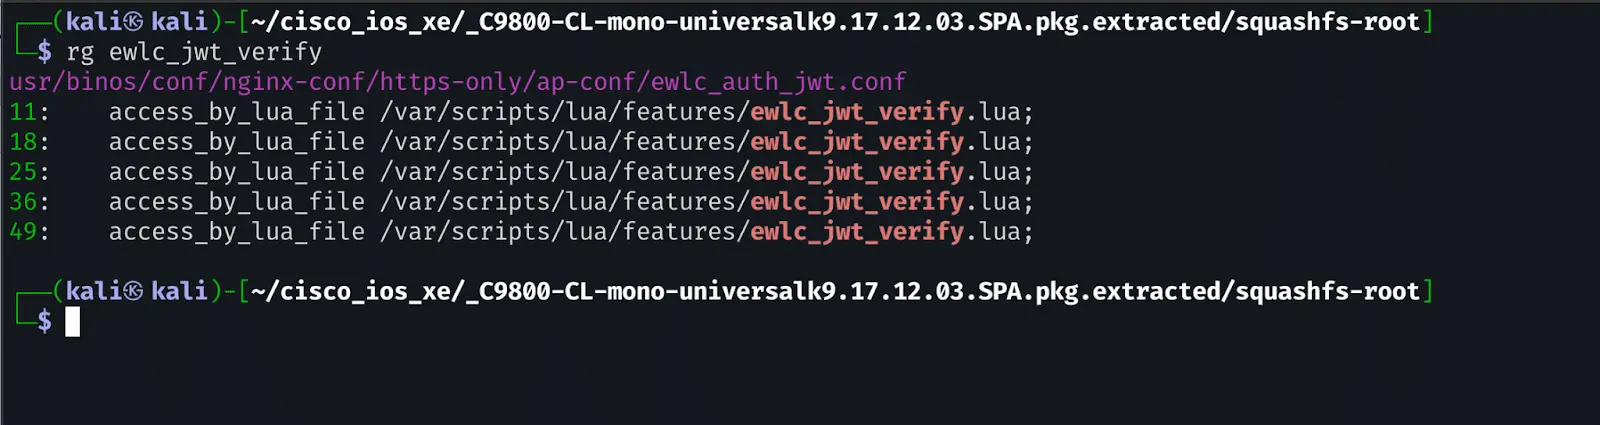 ┌──(kali㉿kali)-[~/cisco_ios_xe/_C9800-CL-mono-universalk9.17.12.03.SPA.pkg.extracted/squashfs-root]
└─$ rg ewlc_jwt_verify
usr/binos/conf/nginx-conf/https-only/ap-conf/ewlc_auth_jwt.conf
11:    access_by_lua_file /var/scripts/lua/features/ewlc_jwt_verify.lua;
18:    access_by_lua_file /var/scripts/lua/features/ewlc_jwt_verify.lua;
25:    access_by_lua_file /var/scripts/lua/features/ewlc_jwt_verify.lua;
36:    access_by_lua_file /var/scripts/lua/features/ewlc_jwt_verify.lua;
49:    access_by_lua_file /var/scripts/lua/features/ewlc_jwt_verify.lua;
┌──(kali㉿kali)-[~/cisco_ios_xe/_C9800-CL-mono-universalk9.17.12.03.SPA.pkg.extracted/squashfs-root]
└─$